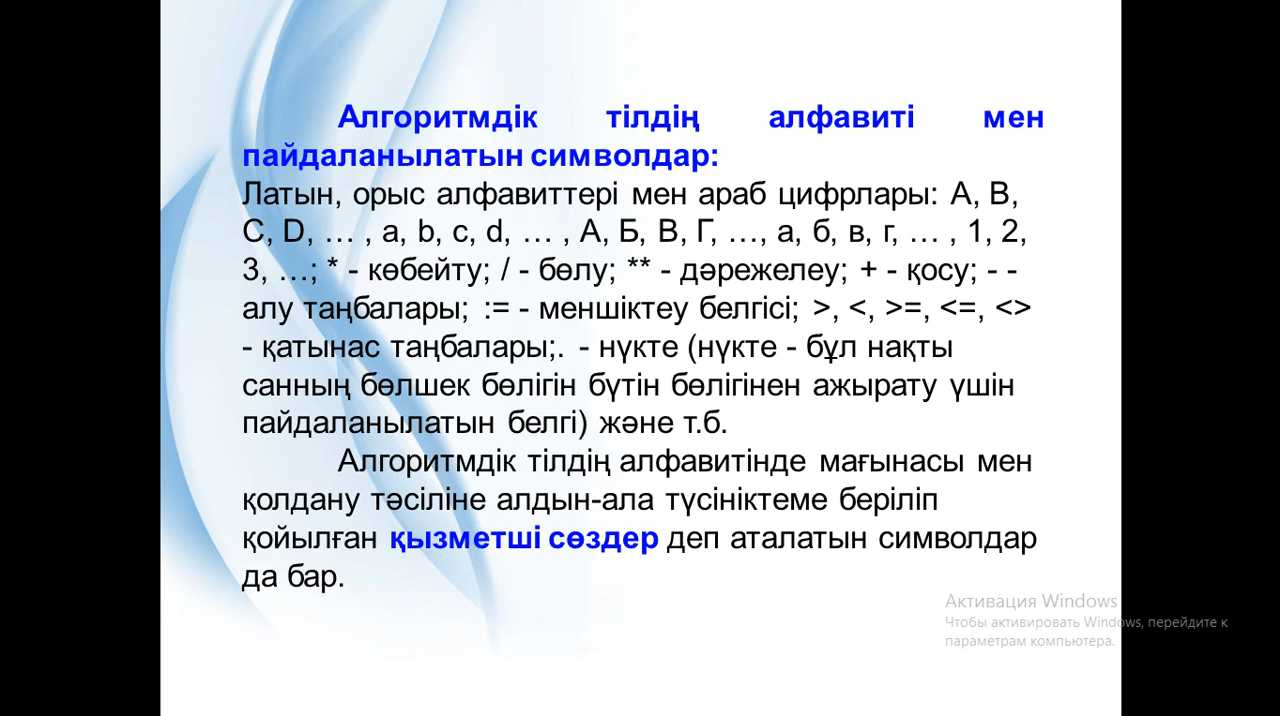 Алгоритмдік тілдің алфавиті мен
пайдаланылатын символдар:
Латын, орыс алфавиттері мен араб цифрлары: A, B,
C, D, … , a, b, c, d, … , А, Б, В, Г, …, а, б, в, г, … , 1, 2,
3, …; * - көбейту; / - бөлу; ** - дәрежелеу; + - қосу; - -
алу таңбалары; := - меншіктеу белгісі; >, <, >=, <=, <>
- қатынас таңбалары;. - нүкте (нүкте - бұл нақты
санның бөлшек бөлігін бүтін бөлігінен ажырату үшін
пайдаланылатын белгі) және т.б.
Алгоритмдік тілдің алфавитінде мағынасы мен
қолдану тәсіліне алдын-ала түсініктеме беріліп
қойылған қызметші сөздер деп аталатын символдар
да бар.
Активация Windows
Чтобы активировать Windows, перейдите к
параметрам компьютера.